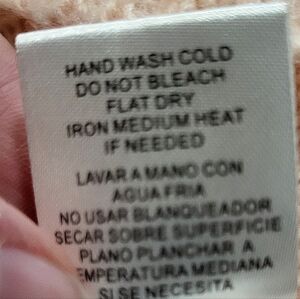 HAND WASH COLD
DO NOT BLEACH
FLAT DRY
IRON MEDIUM HEAT
IF NEEDED
LAVAR A MANO CON
AGUA FRIA
NO USAR BLANQUEADOR
SECAR SOBRE SUPERFICIE
PLANO PLANCHAR A
EMPERATURA MEDIANA
SI SE NECESITA